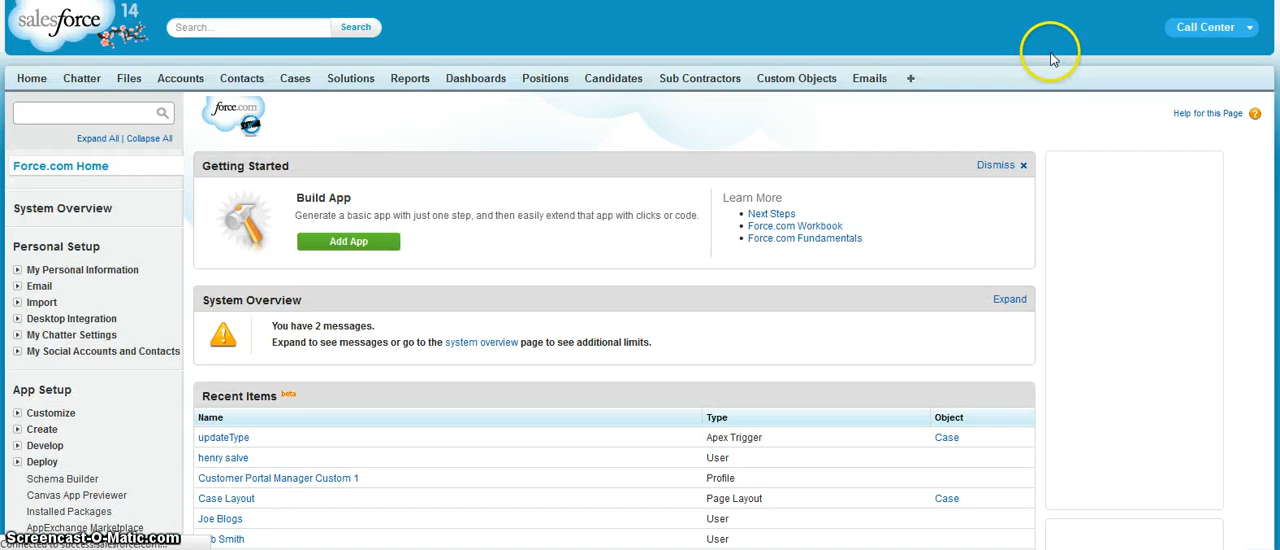 salesforce
14
Search...
Search
Call Center
Home Chatter Files Accounts Contacts Cases Solutions Reports Dashboards Positions Candidates Sub Contractors Custom Objects Emails +
Expand All | Collapse All
Force.com Home
System Overview
Personal Setup
My Personal Information
Email
Import
Desktop Integration
My Chatter Settings
My Social Accounts and Contacts
App Setup
Customize
Create
Develop
Deploy
Schema Builder
Canvas App Previewer
Installed Packages
AppExchange Marketplace
force.com
Help for this Page ?
Getting Started
Dismiss x
Build App
Generate a basic app with just one step, and then easily extend that app with clicks or code.
Add App
Learn More
• Next Steps
• Force.com Workbook
• Force.com Fundamentals
System Overview
Expand
You have 2 messages.
Expand to see messages or go to the system overview page to see additional limits.
Recent Items beta
Name Type Object
updateType Apex Trigger Case
henry salve User
Customer Portal Manager Custom 1 Profile
Case Layout Page Layout Case
Joe Blogs User
Smith User
Screencast-O-Matic.com